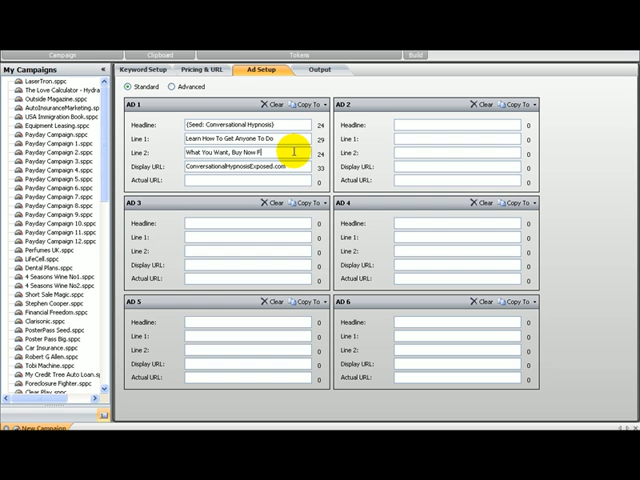 Campaign Clipboard Tokens Build
My Campaigns «
Keyword Setup Pricing & URL Ad Setup Output
Standard Advanced
LaserTron.sppc
The Love Calculator - Hydra
Outside Magazine.sppc
AutoInsuranceMarketing.sp
USA Immigration Book.sppc
Equipment Leasing.sppc
Payday Campaign.sppc
Payday Campaign 1.sppc
Payday Campaign 2.sppc
Payday Campaign 3.sppc
Payday Campaign 4.sppc
Payday Campaign 5.sppc
Payday Campaign 6.sppc
Payday Campaign 7.sppc
Payday Campaign 8.sppc
Payday Campaign 9.sppc
Payday Campaign 10.sppc
Payday Campaign 11.sppc
Payday Campaign 12.sppc
Perfumes UK.sppc
LifeCell.sppc
Dental Plans.sppc
4 Seasons Wine No1.sppc
4 Seasons Wine No2.sppc
Short Sale Magic.sppc
Stephen Cooper.sppc
Financial Freedom.sppc
Clarisonic.sppc
PosterPass Seed.sppc
Poster Pass Big.sppc
Car Insurance.sppc
Robert G Allen.sppc
Tobi Machine.sppc
My Credit Tree Auto Loan.s
Foreclosure Fighter.sppc
Clear Play.sppc
New Campaign
AD 1 Clear Copy To
Headline: {Seed: Conversational Hypnosis} 24
Line 1: Learn How To Get Anyone To Do 29
Line 2: What You Want, Buy Now F 24
Display URL: ConversationalHypnosisExposed.com 33
Actual URL: 0
AD 2 Clear Copy To
Headline: 0
Line 1: 0
Line 2: 0
Display URL: 0
Actual URL: 0
AD 3 Clear Copy To
Headline: 0
Line 1: 0
Line 2: 0
Display URL: 0
Actual URL: 0
AD 4 Clear Copy To
Headline: 0
Line 1: 0
Line 2: 0
Display URL: 0
Actual URL: 0
AD 5 Clear Copy To
Headline: 0
Line 1: 0
Line 2: 0
Display URL: 0
Actual URL: 0
AD 6 Clear Copy To
Headline: 0
Line 1: 0
Line 2: 0
Display URL: 0
Actual URL: 0